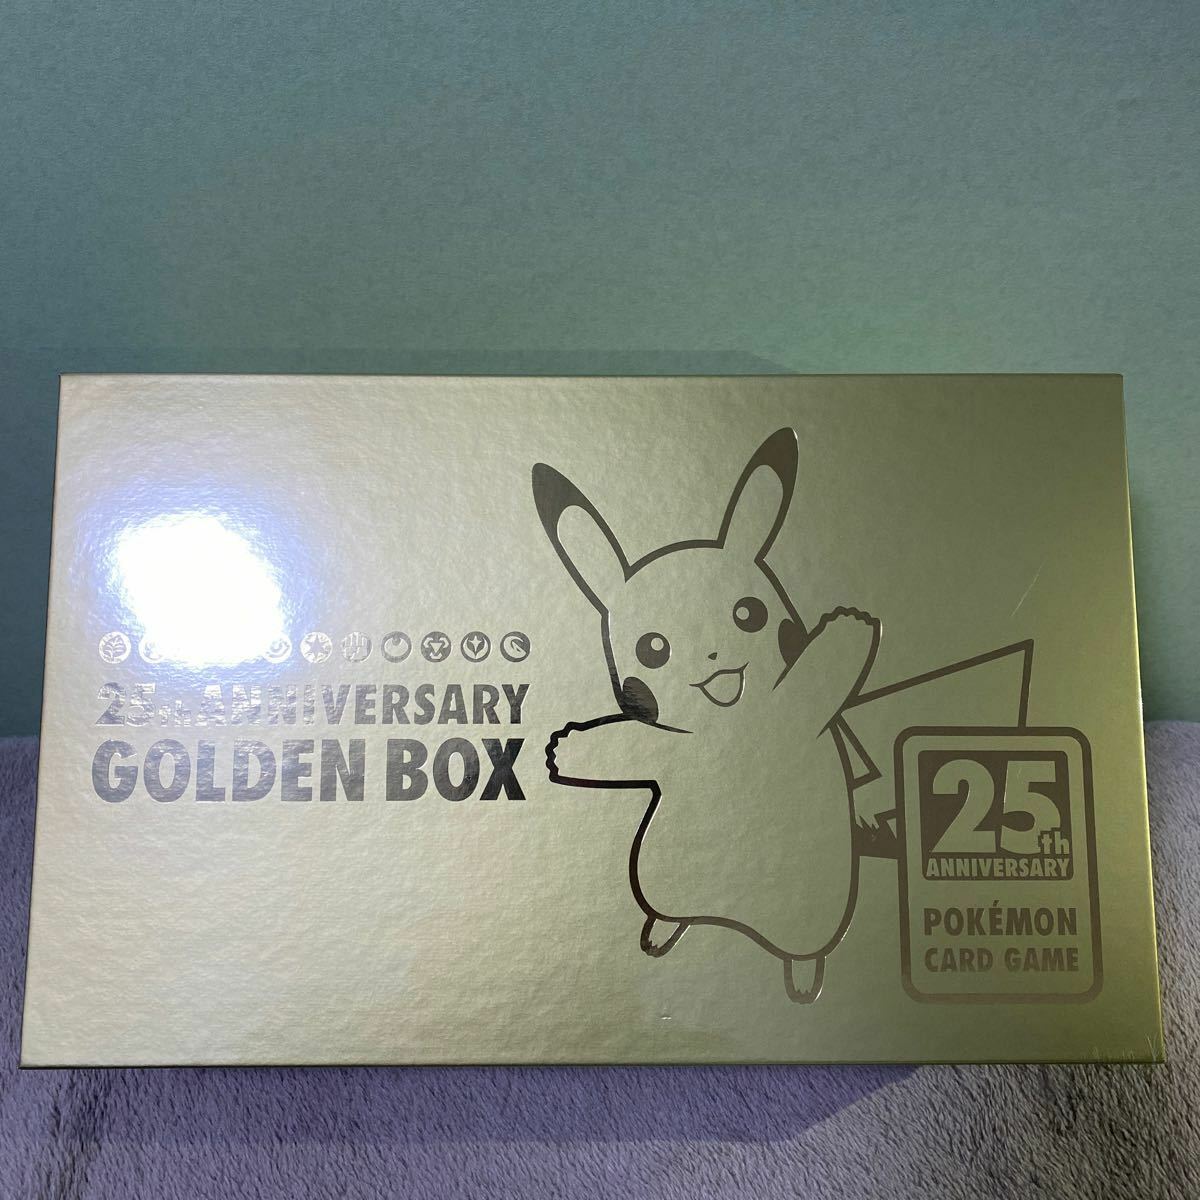 25th ANNIVERSARY
GOLDEN BOX
25th
ANNIVERSARY
POKÉMON
CARD GAME